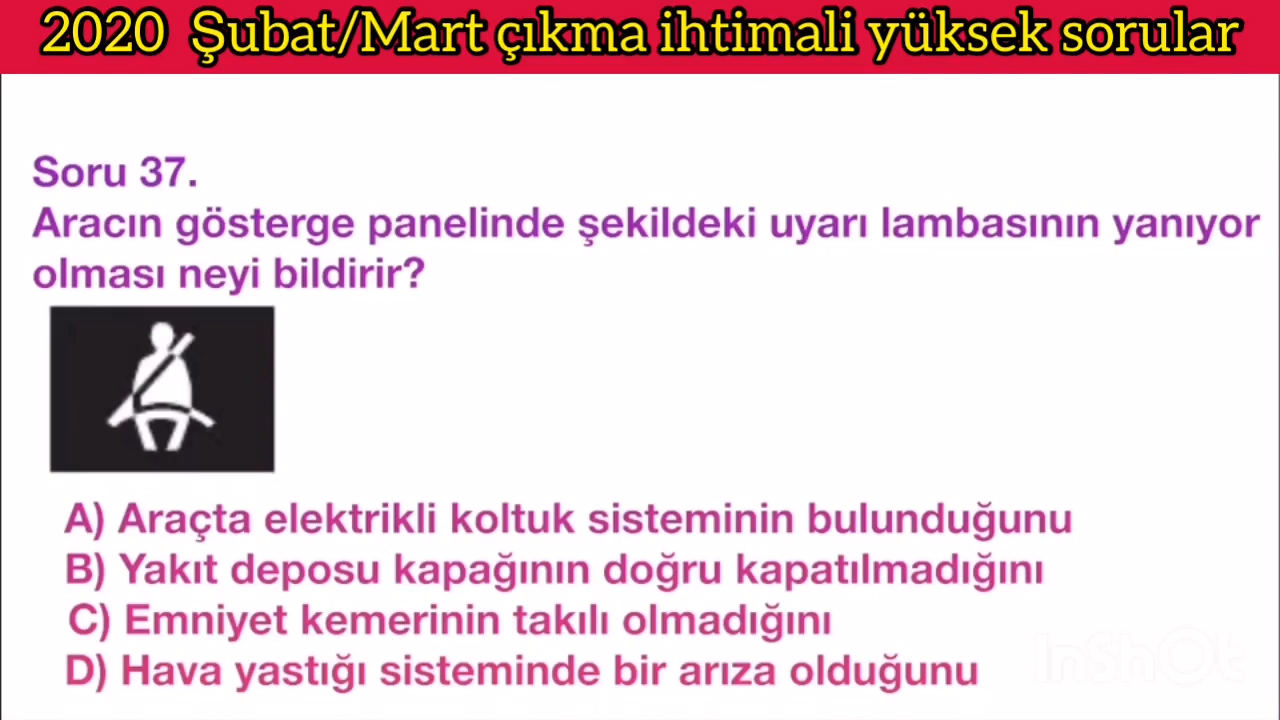 2020 Şubat/Mart çıkma ihtimali yüksek sorular
Soru 37.
Aracın gösterge panelinde şekildeki uyarı lambasının yanıyor
olması neyi bildirir?
A) Araçta elektrikli koltuk sisteminin bulunduğunu
B) Yakıt deposu kapağının doğru kapatılmadığını
C) Emniyet kemerinin takılı olmadığını
D) Hava yastığı sisteminde bir arıza olduğunu
InShOt